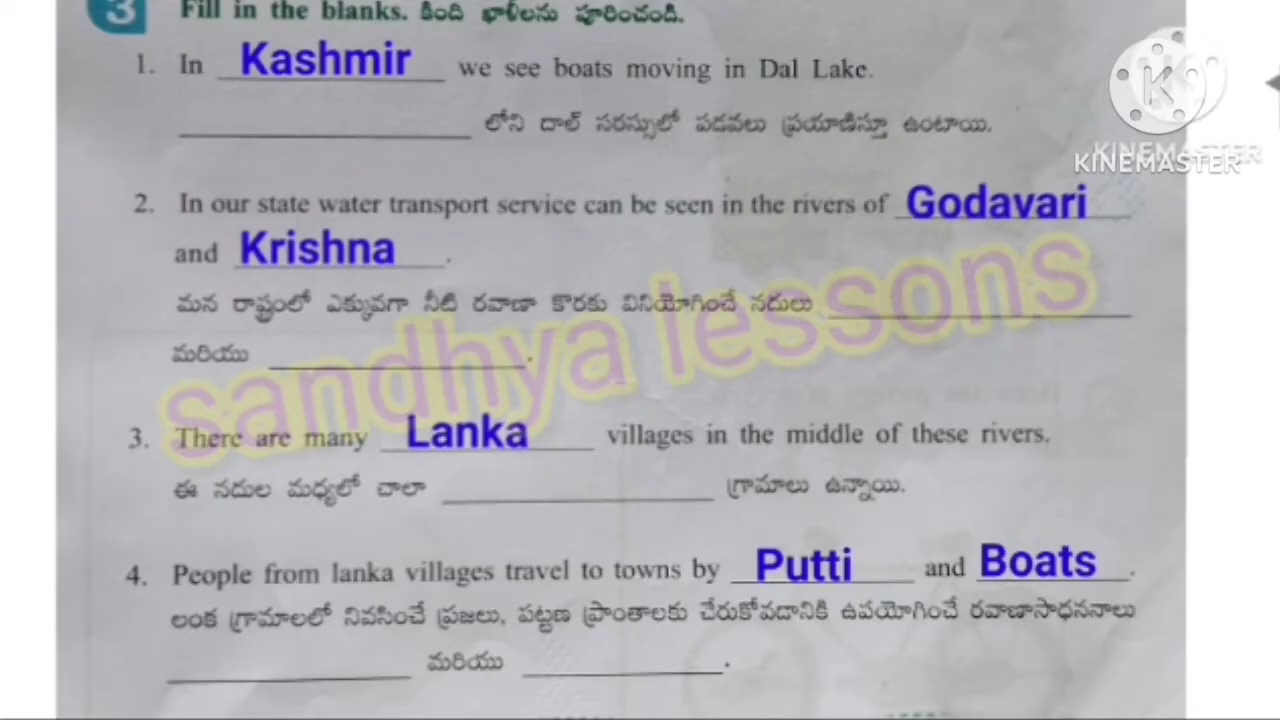 3 Fill in the blanks. కింది ఖాళీలను పూరించండి.
1. In Kashmir we see boats moving in Dal Lake.
లోని దాల్ సరస్సులో పడవలు ప్రయాణిస్తూ ఉంటాయి.
KINEMASTER
KINEMASTER
2. In our state water transport service can be seen in the rivers of Godavari
and Krishna .
మన రాష్ట్రంలో ఎక్కువగా నీటి రవాణా కొరకు వినియోగించే నదులు
మరియు .
sandhya lessons
3. There are many Lanka villages in the middle of these rivers.
ఈ నదుల మధ్యలో చాలా గ్రామాలు ఉన్నాయి.
4. People from lanka villages travel to towns by Putti and Boats .
లంక గ్రామాలలో నివసించే ప్రజలు, పట్టణ ప్రాంతాలకు చేరుకోవడానికి ఉపయోగించే రవాణాసాధననాలు
మరియు .